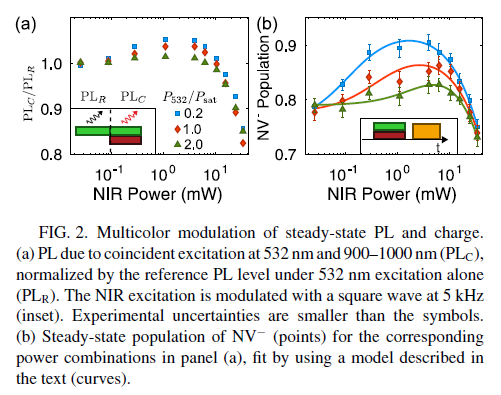 (a)
PL_C/PL_R
1.0
0.9
0.8
PL_R PL_C
P_532/P_sat
0.2
1.0
2.0
10^-1 10^0 10^1
NIR Power (mW)
(b)
NV^- Population
0.9
0.8
0.7
t
10^-1 10^0 10^1
NIR Power (mW)
FIG. 2. Multicolor modulation of steady-state PL and charge.
(a) PL due to coincident excitation at 532 nm and 900–1000 nm (PL_C),
normalized by the reference PL level under 532 nm excitation alone
(PL_R). The NIR excitation is modulated with a square wave at 5 kHz
(inset). Experimental uncertainties are smaller than the symbols.
(b) Steady-state population of NV^− (points) for the corresponding
power combinations in panel (a), fit by using a model described in
the text (curves).